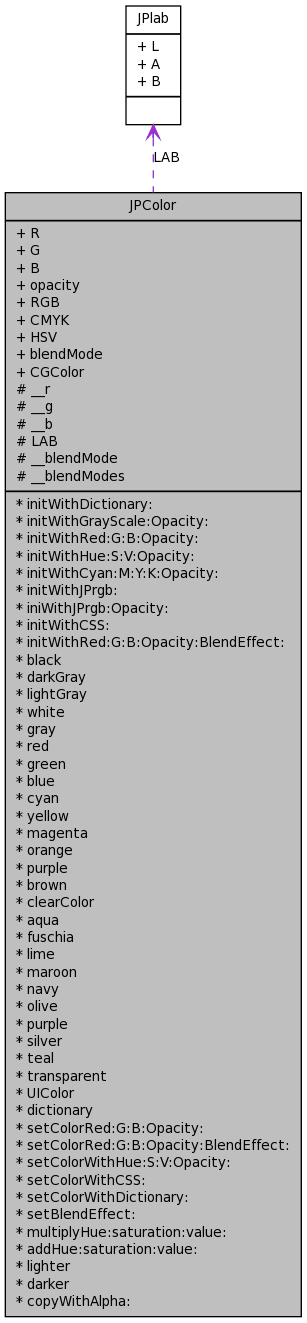 JPlab
+ L
+ A
+ B
LAB
JPColor
+ R
+ G
+ B
+ opacity
+ RGB
+ CMYK
+ HSV
+ blendMode
+ CGColor
# __r
# __g
# __b
# LAB
# __blendMode
# __blendModes
* initWithDictionary:
* initWithGrayScale:Opacity:
* initWithRed:G:B:Opacity:
* initWithHue:S:V:Opacity:
* initWithCyan:M:Y:K:Opacity:
* initWithJPrgb:
* iniWithJPrgb:Opacity:
* initWithCSS:
* initWithRed:G:B:Opacity:BlendEffect:
* black
* darkGray
* lightGray
* white
* gray
* red
* green
* blue
* cyan
* yellow
* magenta
* orange
* purple
* brown
* clearColor
* aqua
* fuschia
* lime
* maroon
* navy
* olive
* purple
* silver
* teal
* transparent
* UIColor
* dictionary
* setColorRed:G:B:Opacity:
* setColorRed:G:B:Opacity:BlendEffect:
* setColorWithHue:S:V:Opacity:
* setColorWithCSS:
* setColorWithDictionary:
* setBlendEffect:
* multiplyHue:saturation:value:
* addHue:saturation:value:
* lighter
* darker
* copyWithAlpha: